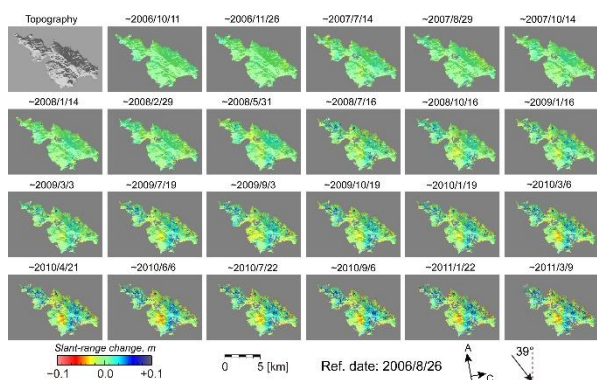 Topography ~2006/10/11 ~2006/11/26 ~2007/7/14 ~2007/8/29 ~2007/10/14
~2008/1/14 ~2008/2/29 ~2008/5/31 ~2008/7/16 ~2008/10/16 ~2009/1/16
~2009/3/3 ~2009/7/19 ~2009/9/3 ~2009/10/19 ~2010/1/19 ~2010/3/6
~2010/4/21 ~2010/6/6 ~2010/7/22 ~2010/9/6 ~2011/1/22 ~2011/3/9
Slant-range change, m
−0.1 0.0 +0.1
0 5 [km]
Ref. date: 2006/8/26
A
C
39°